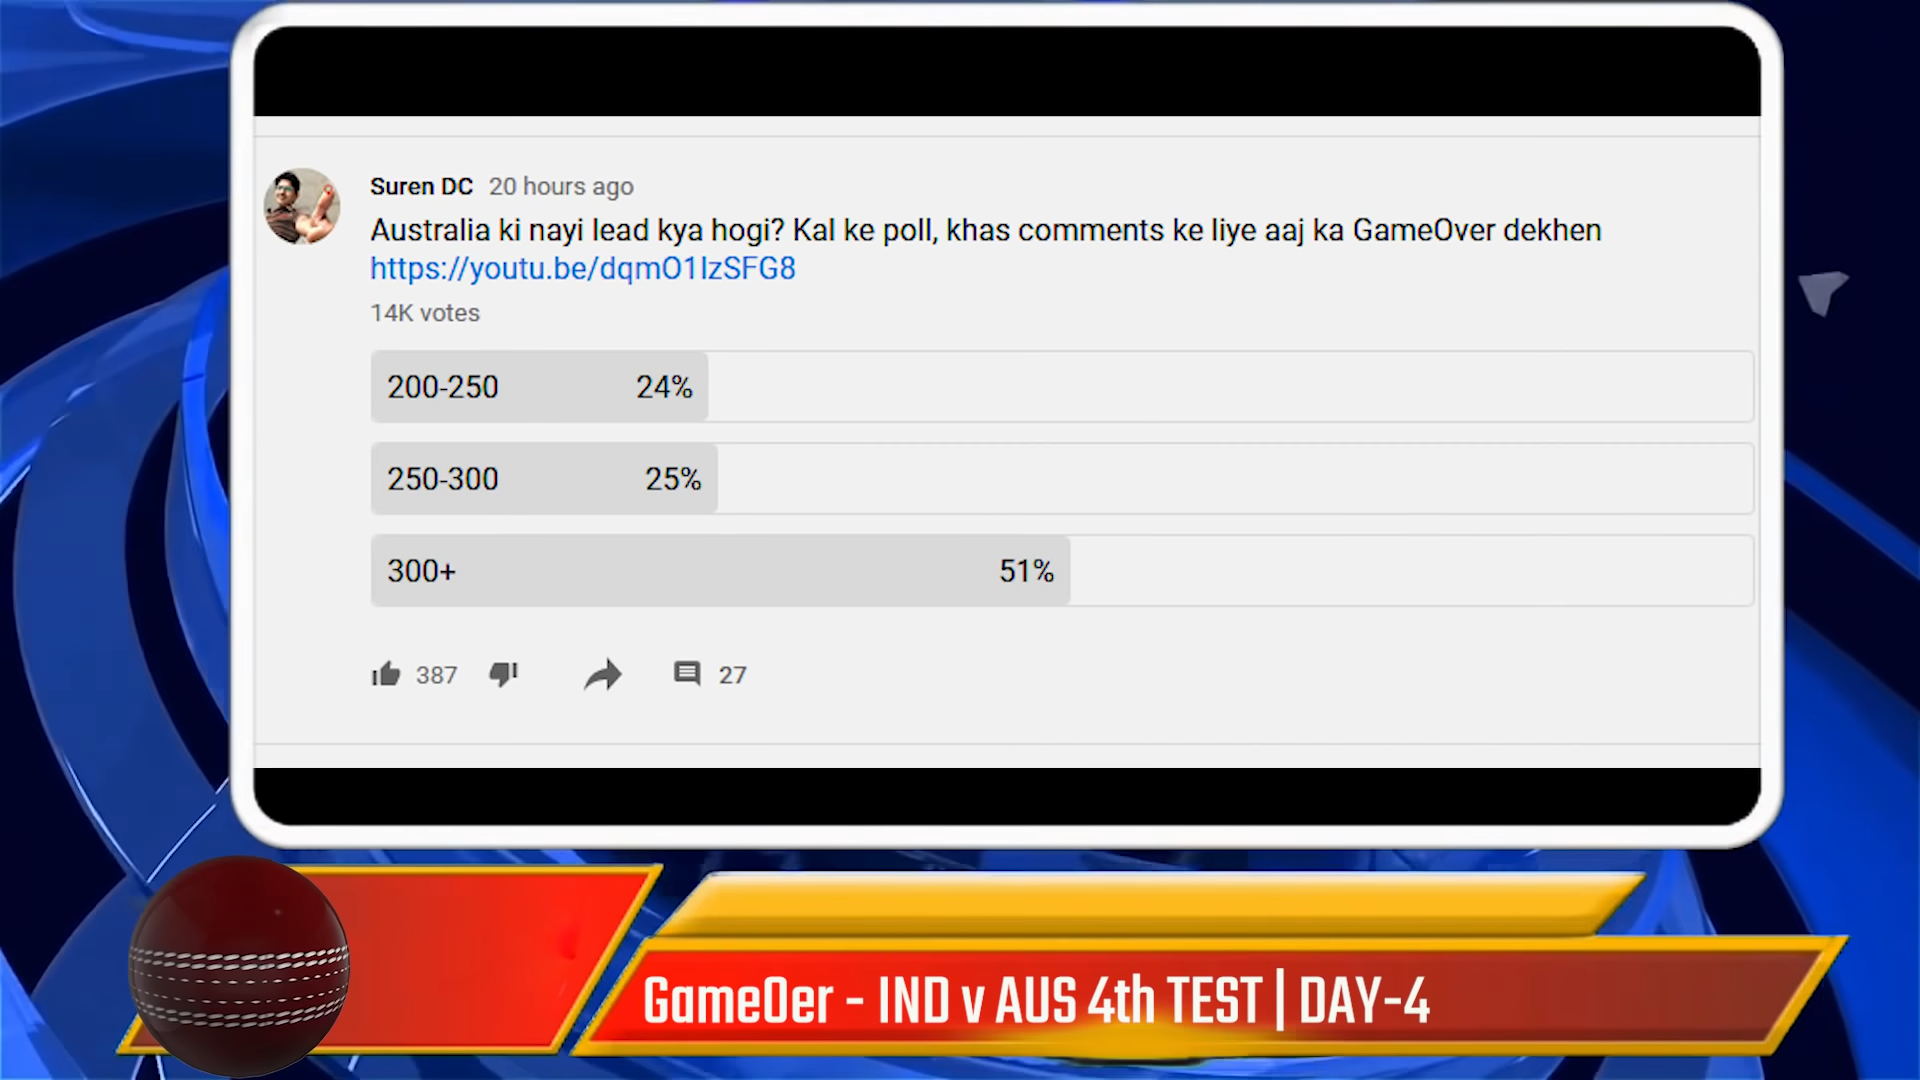 Suren DC 20 hours ago
Australia ki nayi lead kya hogi? Kal ke poll, khas comments ke liye aaj ka GameOver dekhen
https://youtu.be/dqmO1IzSFG8
14K votes
200-250 24%
250-300 25%
300+ 51%
387 27
GameOer - IND v AUS 4th TEST | DAY-4